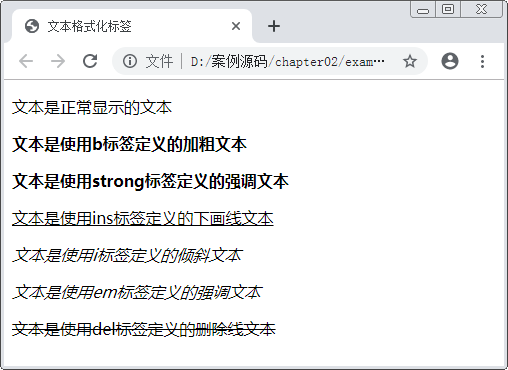 文本格式化标签
文件 D:/案例源码/chapter02/exam…
文本是正常显示的文本
文本是使用b标签定义的加粗文本
文本是使用strong标签定义的强调文本
文本是使用ins标签定义的下画线文本
文本是使用i标签定义的倾斜文本
文本是使用em标签定义的强调文本
文本是使用del标签定义的删除线文本